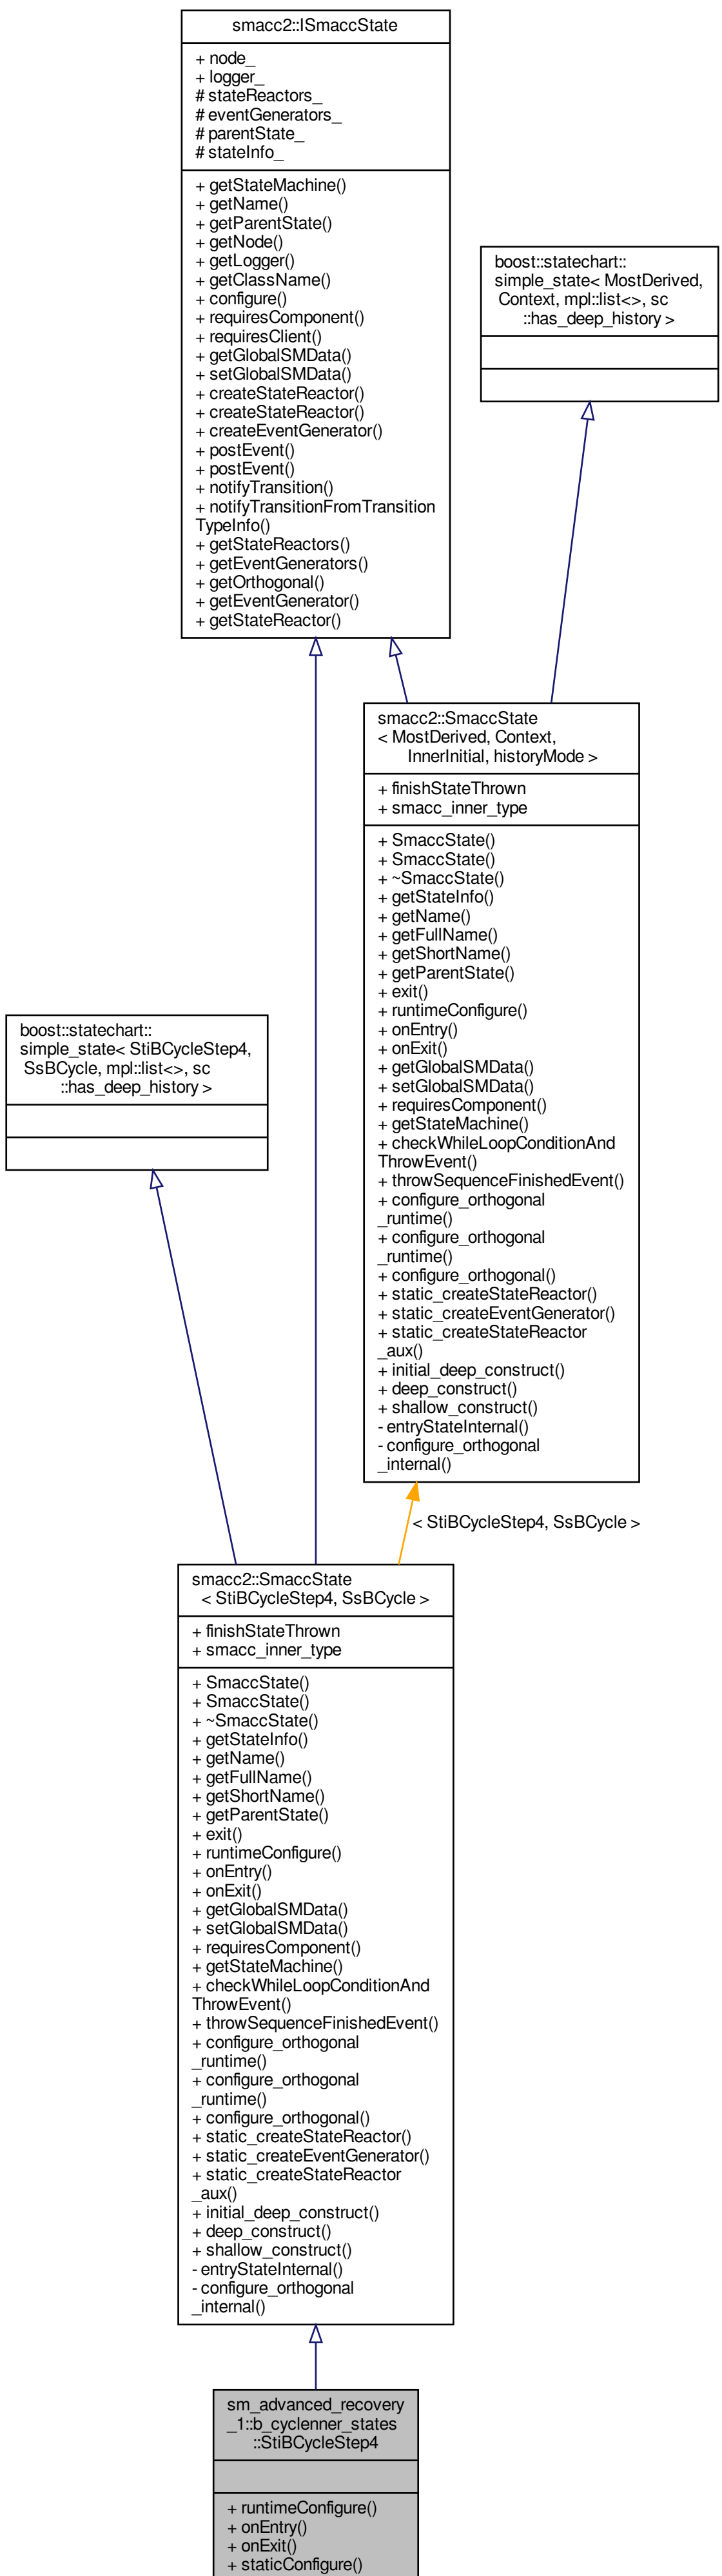 smacc2::ISmaccState
+ node_
+ logger_
# stateReactors_
# eventGenerators_
# parentState_
# stateInfo_
+ getStateMachine()
+ getName()
+ getParentState()
+ getNode()
+ getLogger()
+ getClassName()
+ configure()
+ requiresComponent()
+ requiresClient()
+ getGlobalSMData()
+ setGlobalSMData()
+ createStateReactor()
+ createStateReactor()
+ createEventGenerator()
+ postEvent()
+ postEvent()
+ notifyTransition()
+ notifyTransitionFromTransition
TypeInfo()
+ getStateReactors()
+ getEventGenerators()
+ getOrthogonal()
+ getEventGenerator()
+ getStateReactor()
boost::statechart::
simple_state< MostDerived,
Context, mpl::list<>, sc
::has_deep_history >
smacc2::SmaccState
< MostDerived, Context,
InnerInitial, historyMode >
+ finishStateThrown
+ smacc_inner_type
+ SmaccState()
+ SmaccState()
+ ~SmaccState()
+ getStateInfo()
+ getName()
+ getFullName()
+ getShortName()
+ getParentState()
+ exit()
+ runtimeConfigure()
+ onEntry()
+ onExit()
+ getGlobalSMData()
+ setGlobalSMData()
+ requiresComponent()
+ getStateMachine()
+ checkWhileLoopConditionAnd
ThrowEvent()
+ throwSequenceFinishedEvent()
+ configure_orthogonal
_runtime()
+ configure_orthogonal
_runtime()
+ configure_orthogonal()
+ static_createStateReactor()
+ static_createEventGenerator()
+ static_createStateReactor
_aux()
+ initial_deep_construct()
+ deep_construct()
+ shallow_construct()
- entryStateInternal()
- configure_orthogonal
_internal()
boost::statechart::
simple_state< StiBCycleStep4,
SsBCycle, mpl::list<>, sc
::has_deep_history >
< StiBCycleStep4, SsBCycle >
smacc2::SmaccState
< StiBCycleStep4, SsBCycle >
+ finishStateThrown
+ smacc_inner_type
+ SmaccState()
+ SmaccState()
+ ~SmaccState()
+ getStateInfo()
+ getName()
+ getFullName()
+ getShortName()
+ getParentState()
+ exit()
+ runtimeConfigure()
+ onEntry()
+ onExit()
+ getGlobalSMData()
+ setGlobalSMData()
+ requiresComponent()
+ getStateMachine()
+ checkWhileLoopConditionAnd
ThrowEvent()
+ throwSequenceFinishedEvent()
+ configure_orthogonal
_runtime()
+ configure_orthogonal
_runtime()
+ configure_orthogonal()
+ static_createStateReactor()
+ static_createEventGenerator()
+ static_createStateReactor
_aux()
+ initial_deep_construct()
+ deep_construct()
+ shallow_construct()
- entryStateInternal()
- configure_orthogonal
_internal()
sm_advanced_recovery
_1::b_cyclenner_states
::StiBCycleStep4
+ runtimeConfigure()
+ onEntry()
+ onExit()
+ staticConfigure()